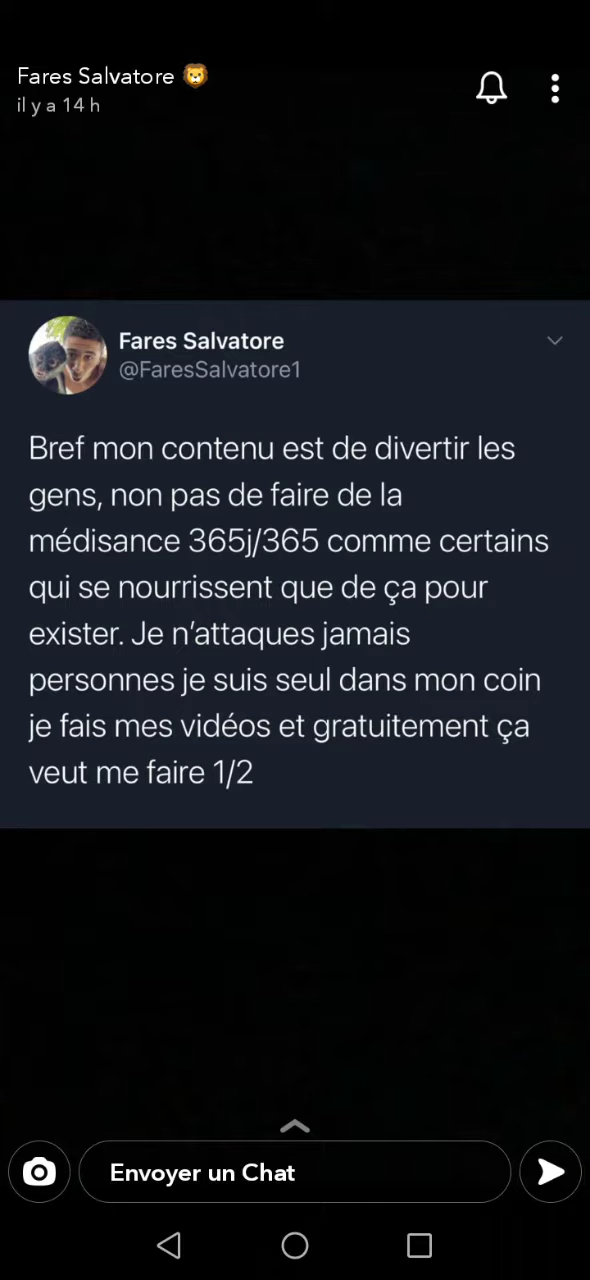 Fares Salvatore 🦁
il y a 14 h
Fares Salvatore
@FaresSalvatore1
Bref mon contenu est de divertir les
gens, non pas de faire de la
médisance 365j/365 comme certains
qui se nourrissent que de ça pour
exister. Je n’attaques jamais
personnes je suis seul dans mon coin
je fais mes vidéos et gratuitement ça
veut me faire 1/2
Envoyer un Chat